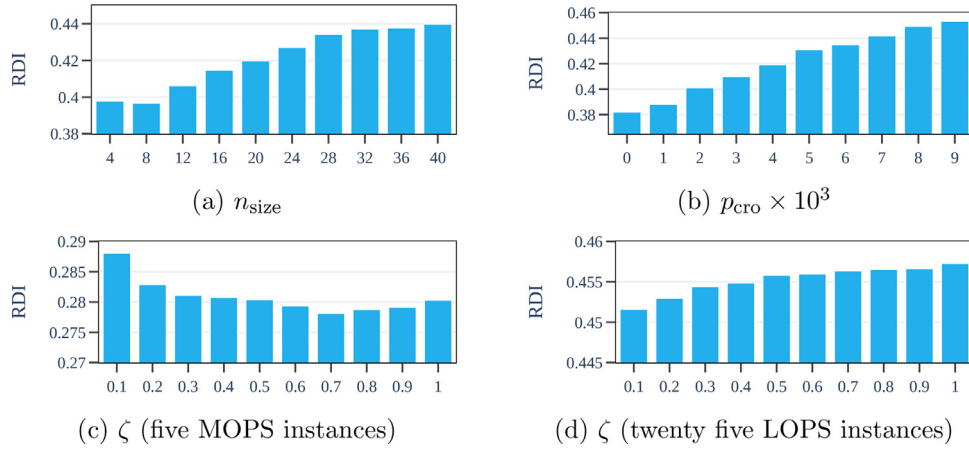 0.44
0.42
0.4
0.38
RDI
4 8 12 16 20 24 28 32 36 40
(a) n_size
0.46
0.44
0.42
0.4
0.38
RDI
0 1 2 3 4 5 6 7 8 9
(b) p_cro × 10³
0.29
0.285
0.28
0.275
0.27
RDI
0.1 0.2 0.3 0.4 0.5 0.6 0.7 0.8 0.9 1
(c) ζ (five MOPS instances)
0.46
0.455
0.45
0.445
RDI
0.1 0.2 0.3 0.4 0.5 0.6 0.7 0.8 0.9 1
(d) ζ (twenty five LOPS instances)